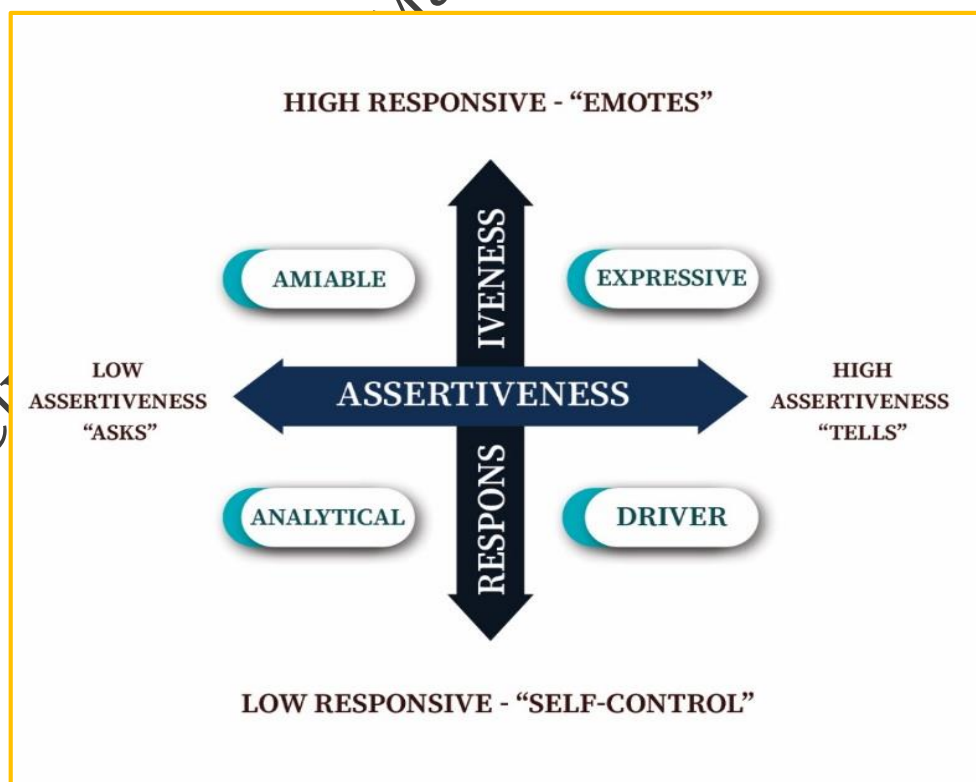 HIGH RESPONSIVE - “EMOTES”
IVENESS
AMIABLE
EXPRESSIVE
LOW
ASSERTIVENESS
“ASKS”
ASSERTIVENESS
HIGH
ASSERTIVENESS
“TELLS”
RESPONS
ANALYTICAL
DRIVER
LOW RESPONSIVE - “SELF-CONTROL”